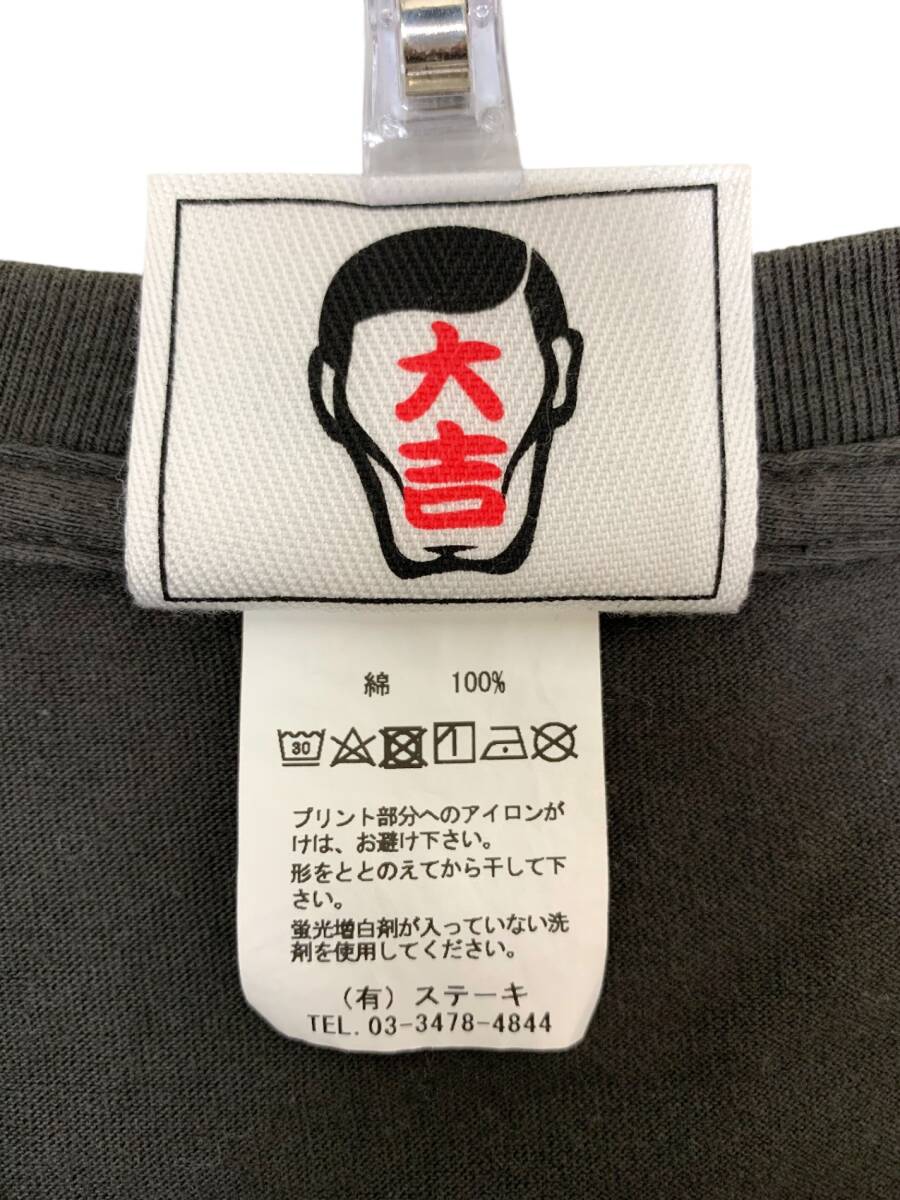 大
吉
綿 100%
30
プリント部分へのアイロンが
けは、お避け下さい。
形をととのえてから干して下
さい。
蛍光増白剤が入っていない洗
剤を使用してください。
(有) ステーキ
TEL. 03-3478-4844